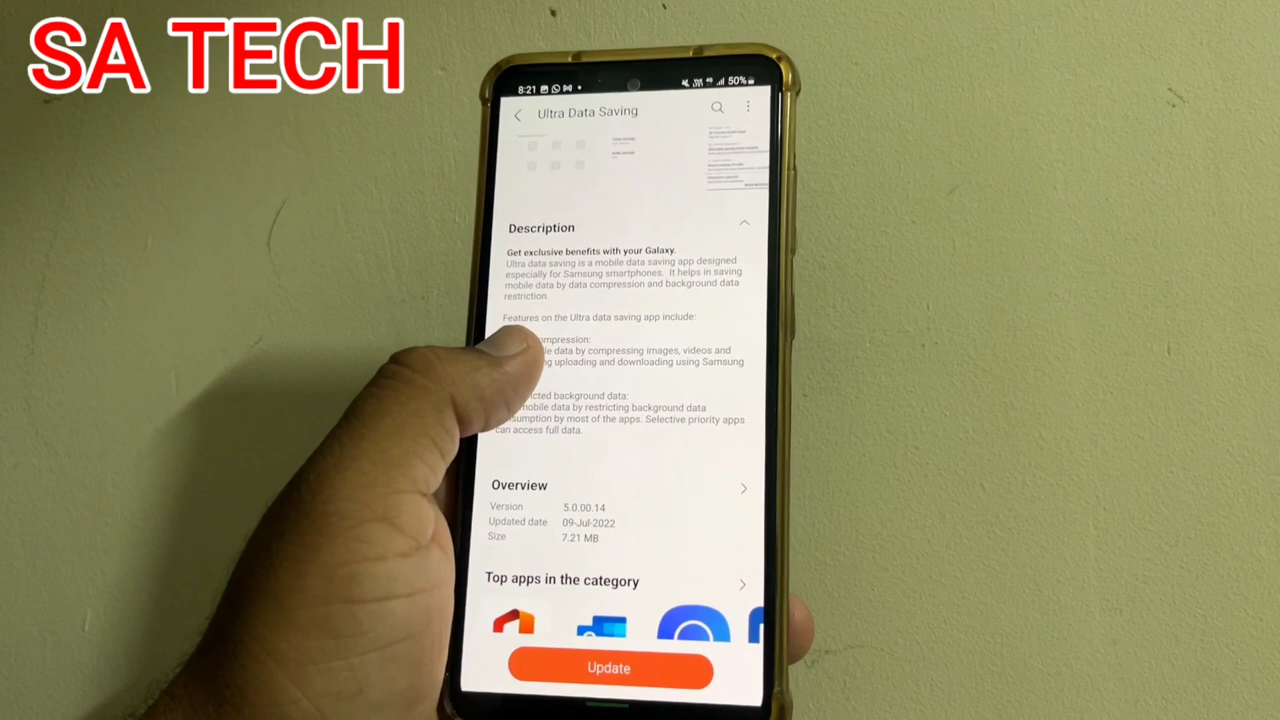 SA TECH
8:21
50%
Ultra Data Saving
Description
Get exclusive benefits with your Galaxy.
Ultra data saving is a mobile data saving app designed
especially for Samsung smartphones. It helps in saving
mobile data by data compression and background data
restriction.
Features on the Ultra data saving app include:
ompression:
le data by compressing images, videos and
ng uploading and downloading using Samsung
icted background data:
mobile data by restricting background data
nsumption by most of the apps. Selective priority apps
can access full data.
Overview
Version 5.0.00.14
Updated date 09-Jul-2022
Size 7.21 MB
Top apps in the category
Update